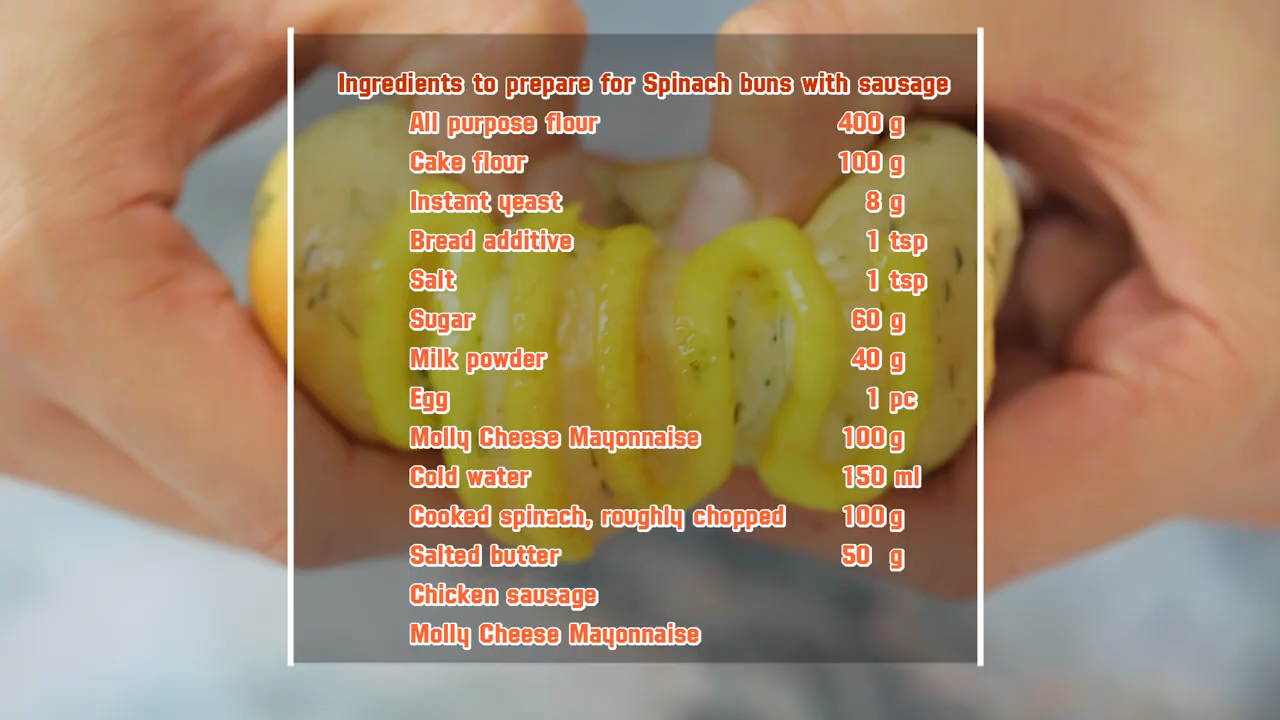 Ingredients to prepare for Spinach buns with sausage
All purpose flour 400 g
Cake flour 100 g
Instant yeast 8 g
Bread additive 1 tsp
Salt 1 tsp
Sugar 60 g
Milk powder 40 g
Egg 1 pc
Molly Cheese Mayonnaise 100 g
Cold water 150 ml
Cooked spinach, roughly chopped 100 g
Salted butter 50 g
Chicken sausage
Molly Cheese Mayonnaise